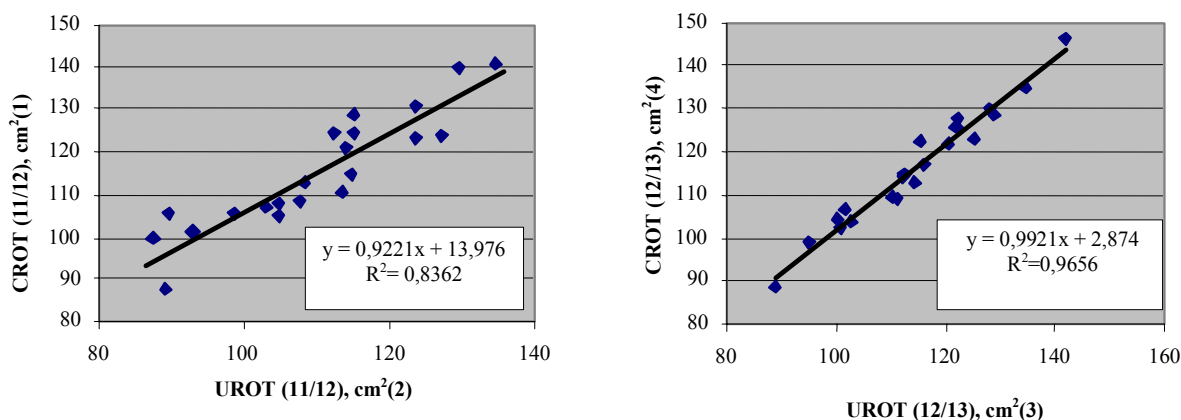 150
140
130
120
110
100
90
80
CROT (11/12), cm²(1)
y = 0,9221x + 13,976
R²= 0,8362
80 100 120 140
UROT (11/12), cm²(2)
150
140
130
120
110
100
90
80
CROT (12/13), cm²(4)
y = 0,9921x + 2,874
R²=0,9656
80 100 120 140 160
UROT (12/13), cm²(3)